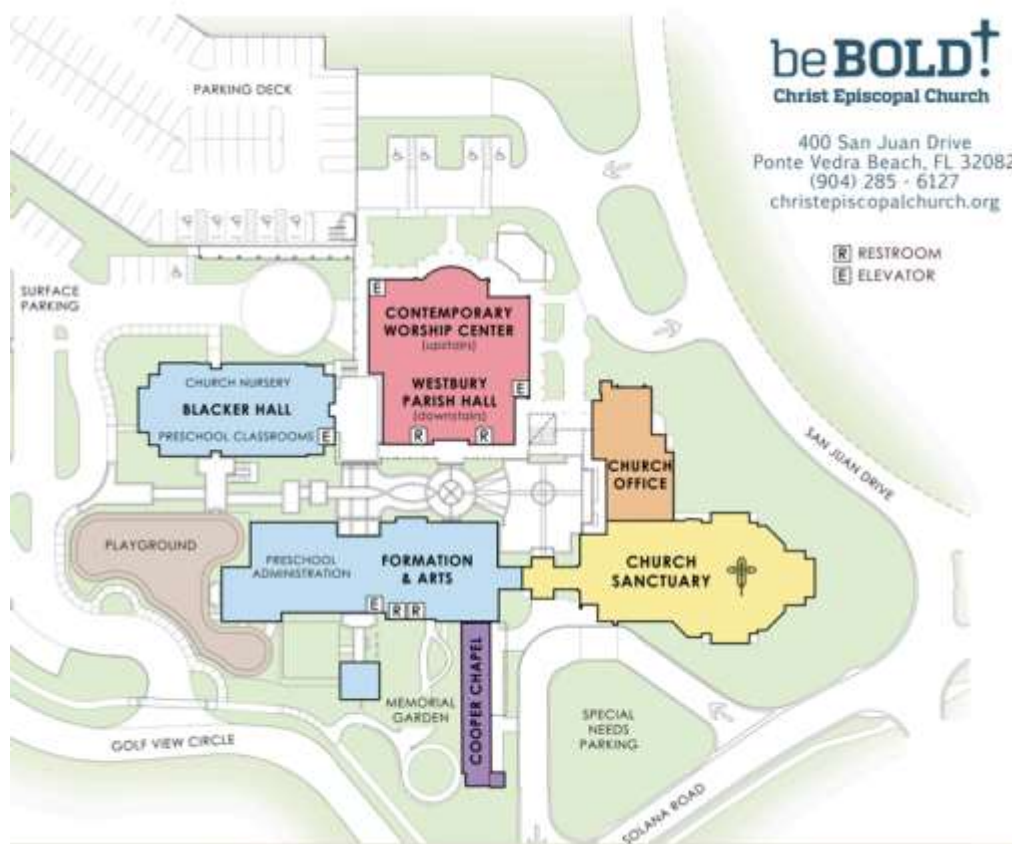 be BOLD!
Christ Episcopal Church
400 San Juan Drive
Ponte Vedra Beach, FL 32082
(904) 285 - 6127
christepiscopalchurch.org
R RESTROOM
E ELEVATOR
PARKING DECK
SURFACE
PARKING
E
CONTEMPORARY
WORSHIP CENTER
(upstairs)
WESTBURY
PARISH HALL
(downstairs)
E
R
R
CHURCH NURSERY
BLACKER HALL
PRESCHOOL CLASSROOMS
E
CHURCH
OFFICE
SAN JUAN DRIVE
PLAYGROUND
PRESCHOOL
ADMINISTRATION
FORMATION
& ARTS
E
R
R
CHURCH
SANCTUARY
COOPER CHAPEL
MEMORIAL
GARDEN
SPECIAL
NEEDS
PARKING
GOLF VIEW CIRCLE
SOLANA ROAD